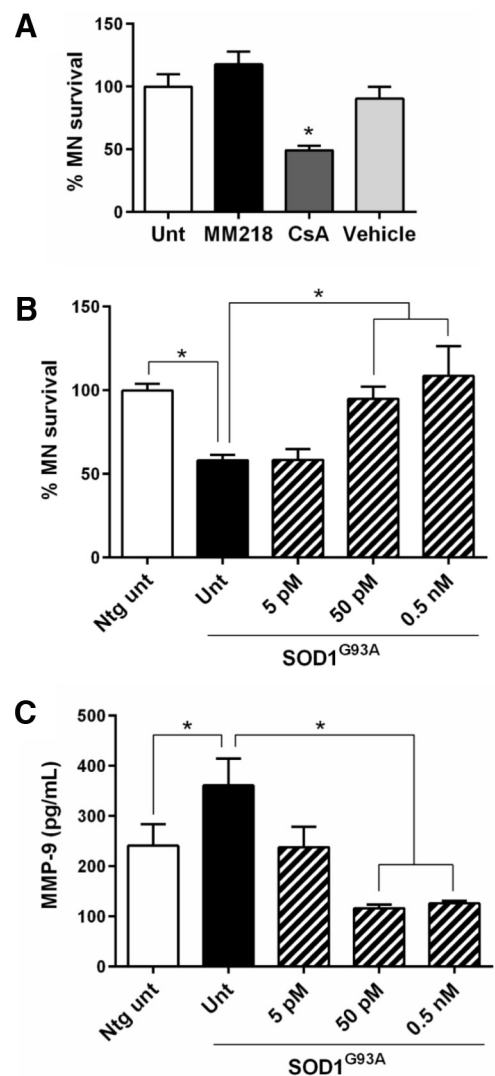 A
% MN survival
150
100
50
0
*
Unt MM218 CsA Vehicle
B
% MN survival
150
100
50
0
*
*
Ntg unt Unt 5 pM 50 pM 0.5 nM
SOD1G93A
C
MMP-9 (pg/mL)
500
400
300
200
100
0
*
*
Ntg unt Unt 5 pM 50 pM 0.5 nM
SOD1G93A